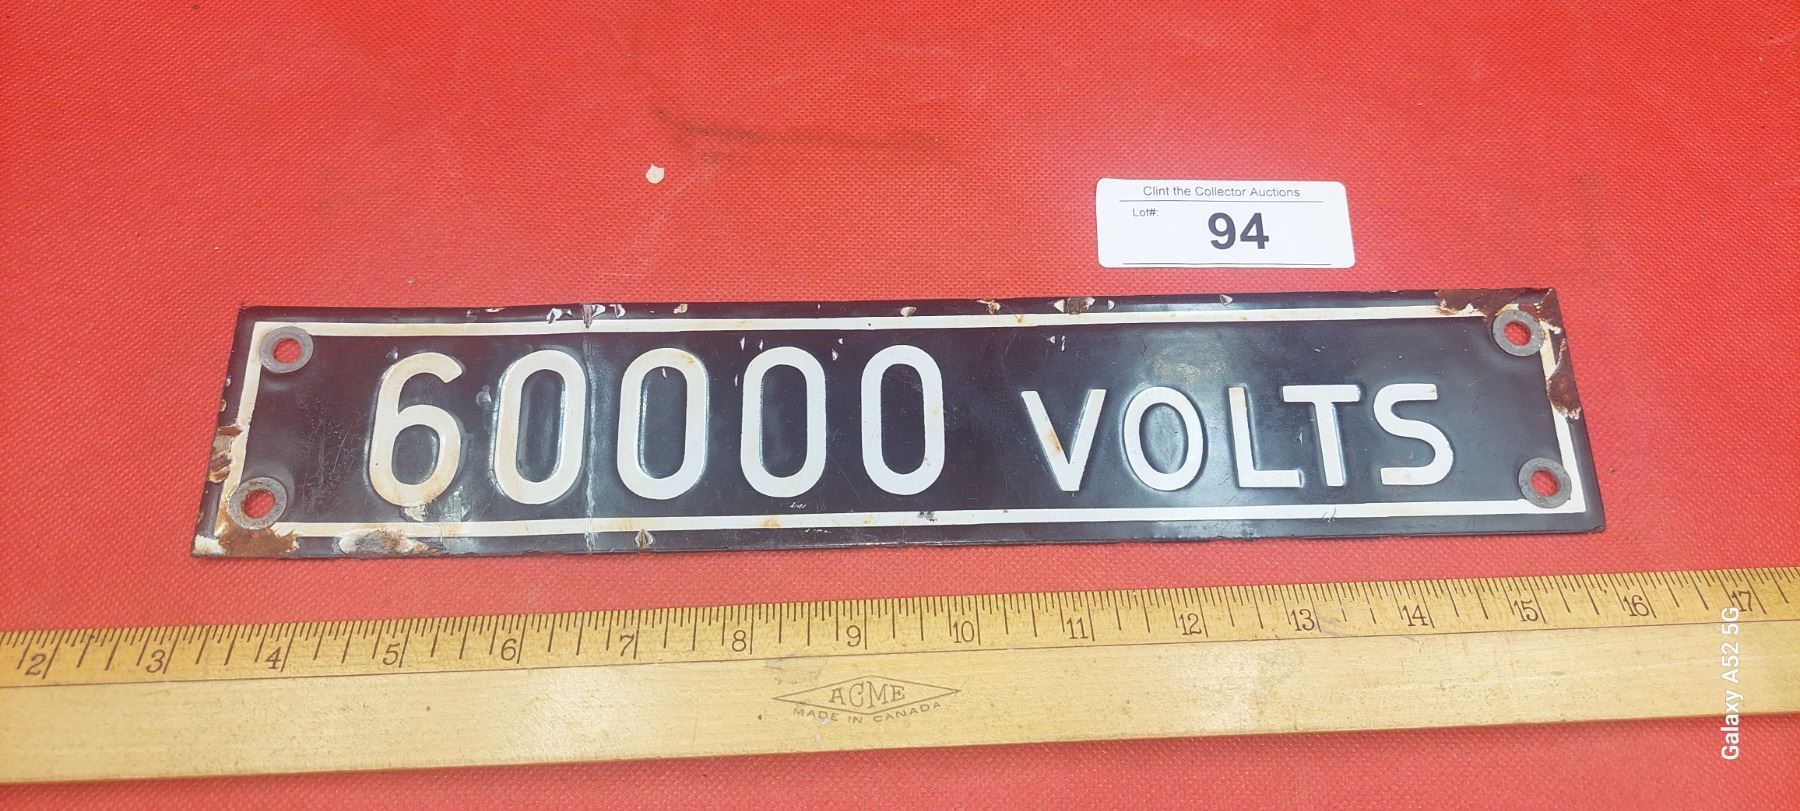 Clint the Collector Auctions
Lot#: 94
60000 VOLTS
2 3 4 5 6 7 8 9 10 11 12 13 14 15 16 17
ACME
MADE IN CANADA
Galaxy A52 5G